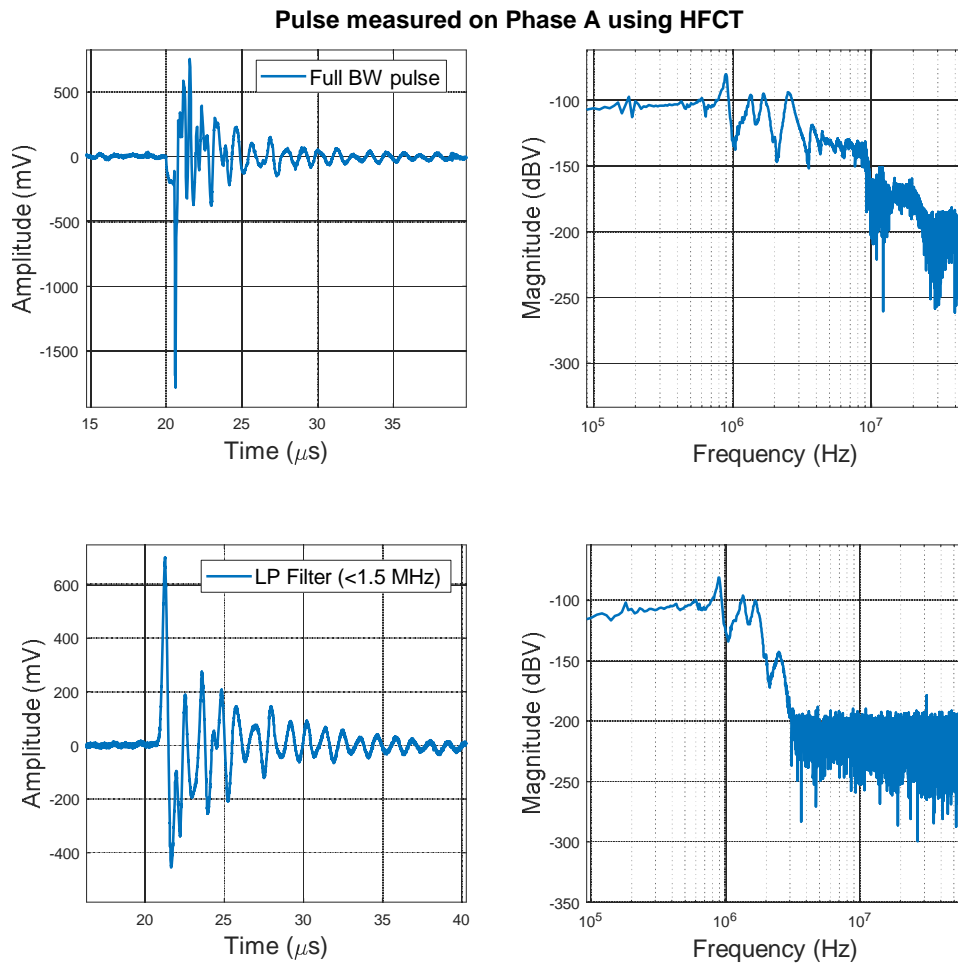 Pulse measured on Phase A using HFCT
Full BW pulse
500
0
-500
-1000
-1500
Amplitude (mV)
15 20 25 30 35
Time (μs)
-100
-150
-200
-250
-300
Magnitude (dBV)
10^5 10^6 10^7
Frequency (Hz)
LP Filter (<1.5 MHz)
600
400
200
0
-200
-400
Amplitude (mV)
20 25 30 35 40
Time (μs)
-100
-150
-200
-250
-300
-350
Magnitude (dBV)
10^5 10^6 10^7
Frequency (Hz)